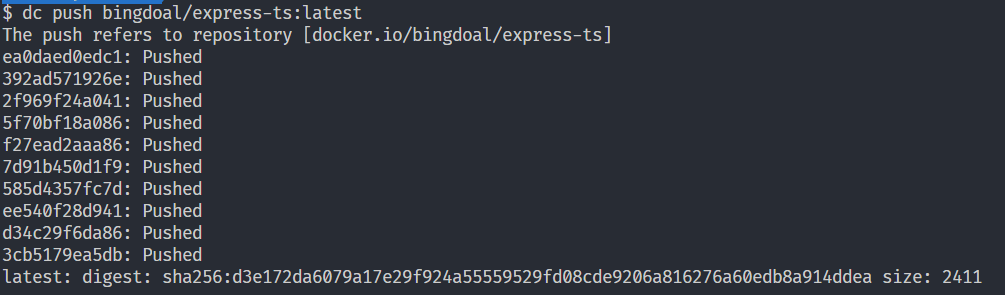 $ dc push bingdoal/express-ts:latest
The push refers to repository [docker.io/bingdoal/express-ts]
ea0daed0edc1: Pushed
392ad571926e: Pushed
2f969f24a041: Pushed
5f70bf18a086: Pushed
f27ead2aaa86: Pushed
7d91b450d1f9: Pushed
585d4357fc7d: Pushed
ee540f28d941: Pushed
d34c29f6da86: Pushed
3cb5179ea5db: Pushed
latest: digest: sha256:d3e172da6079a17e29f924a55559529fd08cde9206a816276a60edb8a914ddea size: 2411